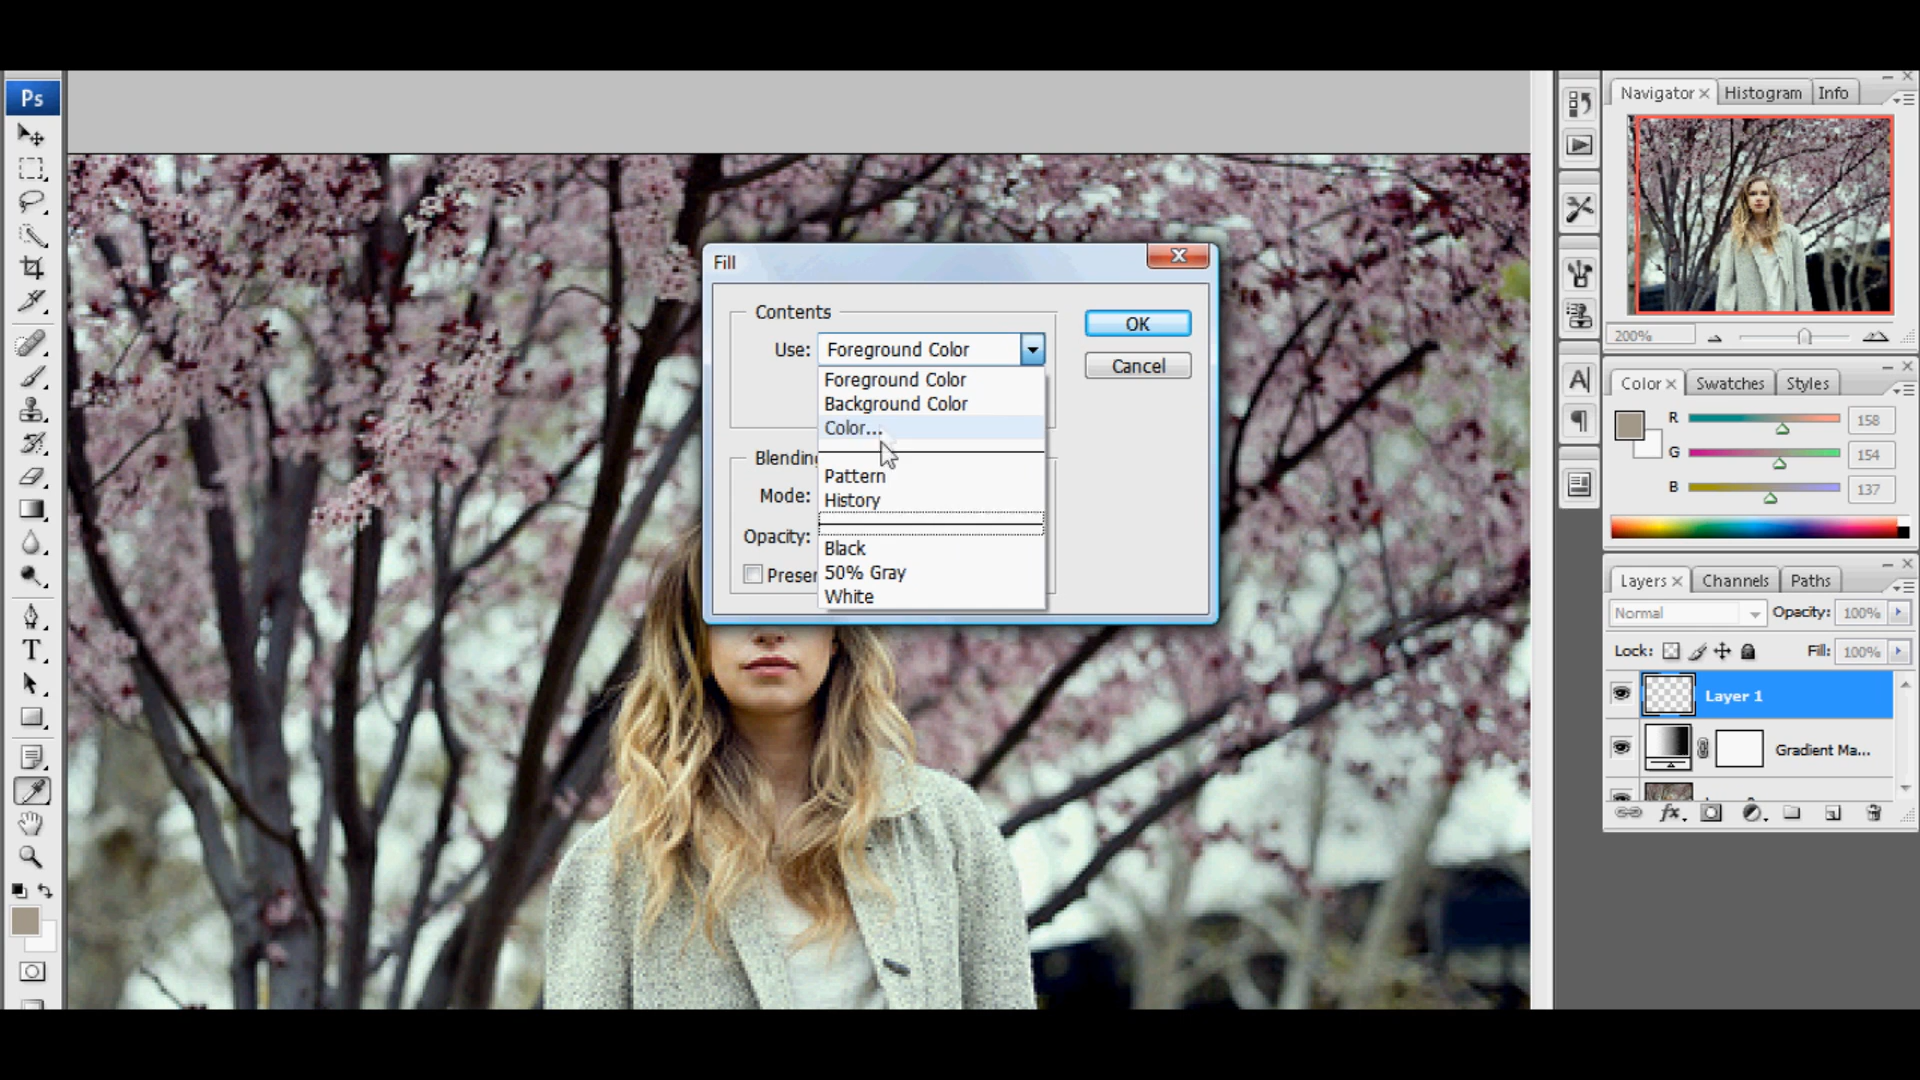 Ps
Navigator
Histogram
Info
200%
Fill
Contents
Use:
Foreground Color
OK
Cancel
Foreground Color
Background Color
Color...
Pattern
History
Black
50% Gray
White
Blending
Mode:
Opacity:
Preser
Color
Swatches
Styles
R
158
G
154
B
137
Layers
Channels
Paths
Normal
Opacity:
100%
Lock:
Fill:
100%
Layer 1
Gradient Ma...